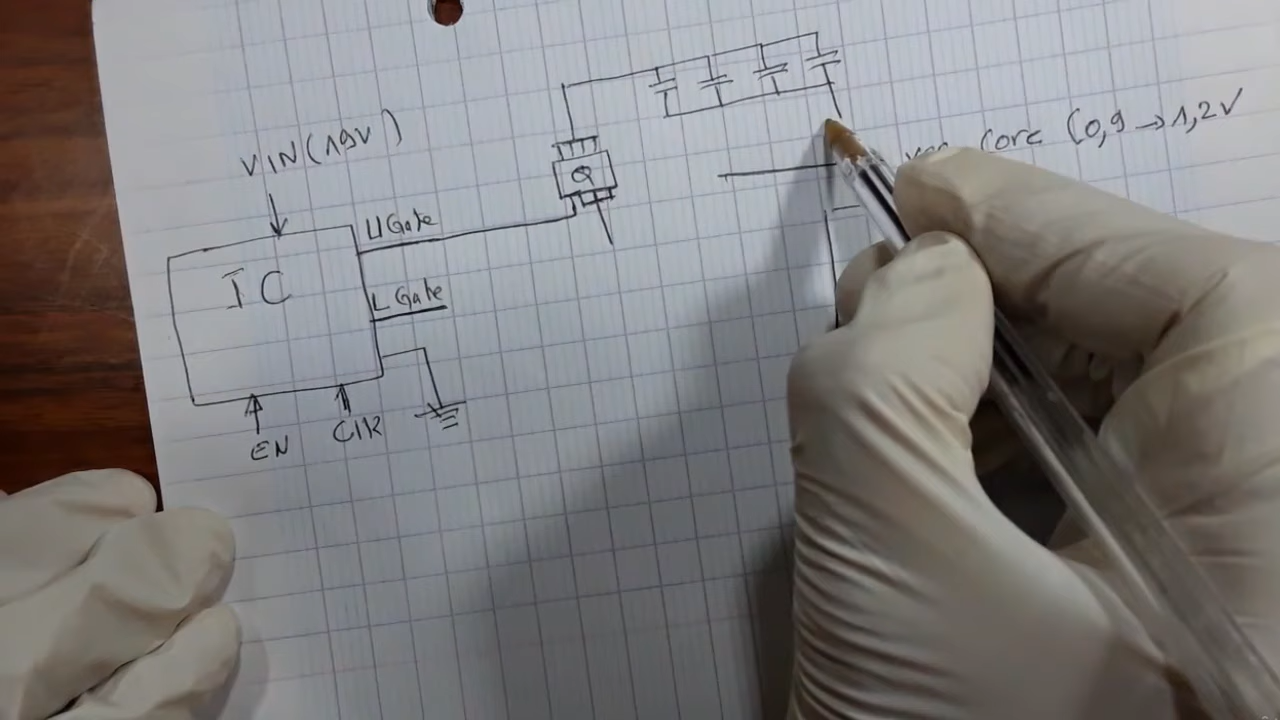 VIN(19V)
Core (0,9 → 1,2V
Q
UGate
IC
LGate
EN
Clk